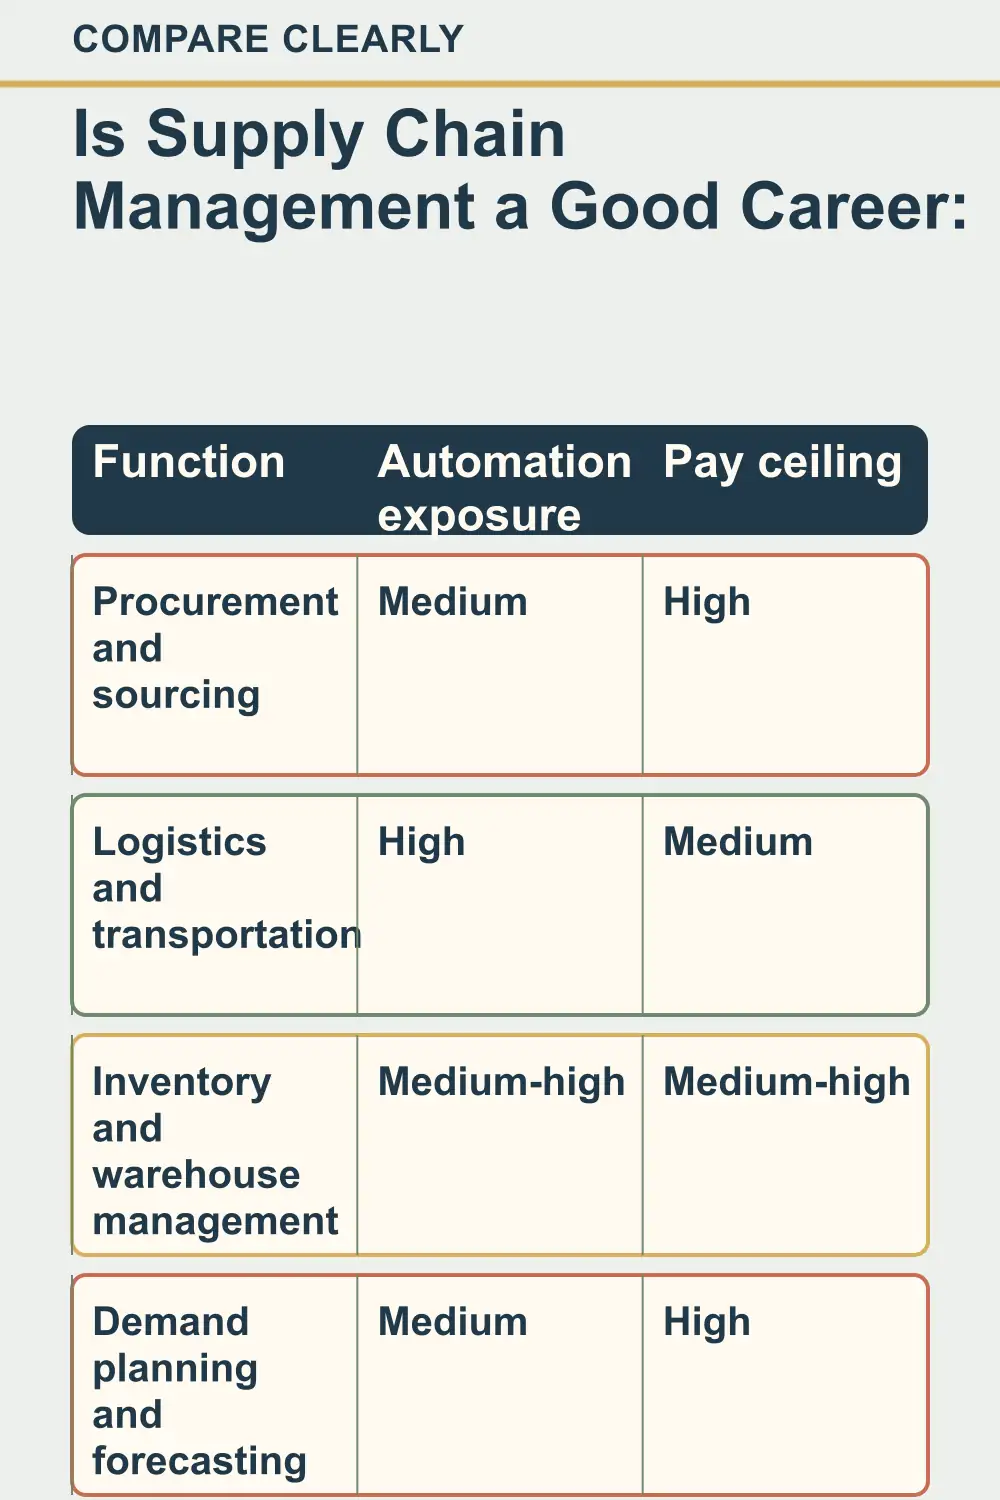 COMPARE CLEARLY
Is Supply Chain
Management a Good Career:
Function
Automation
exposure
Pay ceiling
Procurement
and
sourcing
Medium
High
Logistics
and
transportation
High
Medium
Inventory
and
warehouse
management
Medium-high
Medium-high
Demand
planning
and
forecasting
Medium
High